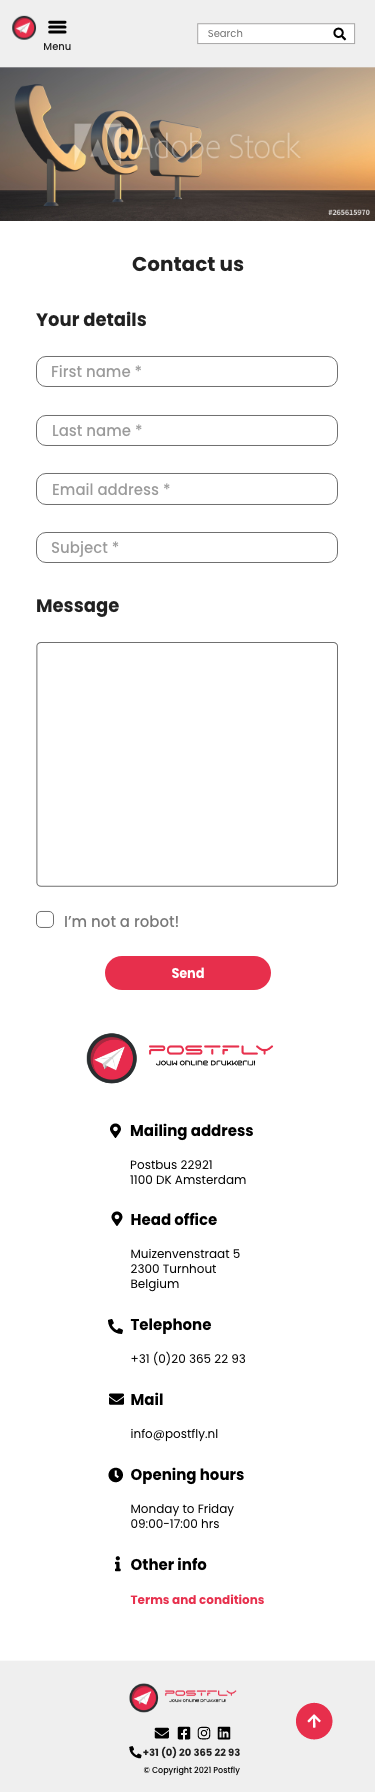 Menu
Search
Adobe Stock
#265615970
Contact us
Your details
First name *
Last name *
Email address *
Subject *
Message
I'm not a robot!
Send
POSTFLY
JOUW ONLINE DRUKKERIJ!
Mailing address
Postbus 22921
1100 DK Amsterdam
Head office
Muizenvenstraat 5
2300 Turnhout
Belgium
Telephone
+31 (0)20 365 22 93
Mail
info@postfly.nl
Opening hours
Monday to Friday
09:00-17:00 hrs
Other info
Terms and conditions
POSTFLY
JOUW ONLINE DRUKKERIJ!
+31 (0) 20 365 22 93
© Copyright 2021 Postfly